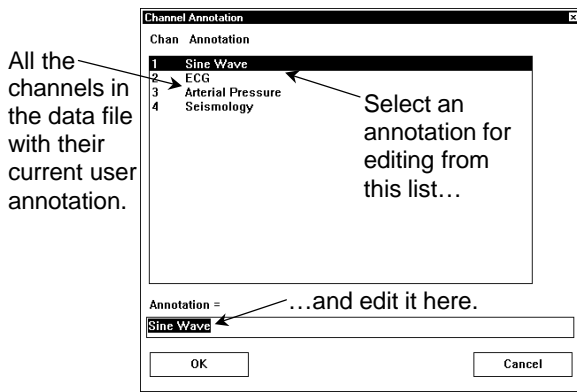 Channel Annotation
Chan Annotation
1 Sine Wave
2 ECG
3 Arterial Pressure
4 Seismology
All the
channels in
the data file
with their
current user
annotation.
Select an
annotation for
editing from
this list…
Annotation =
…and edit it here.
Sine Wave
OK
Cancel